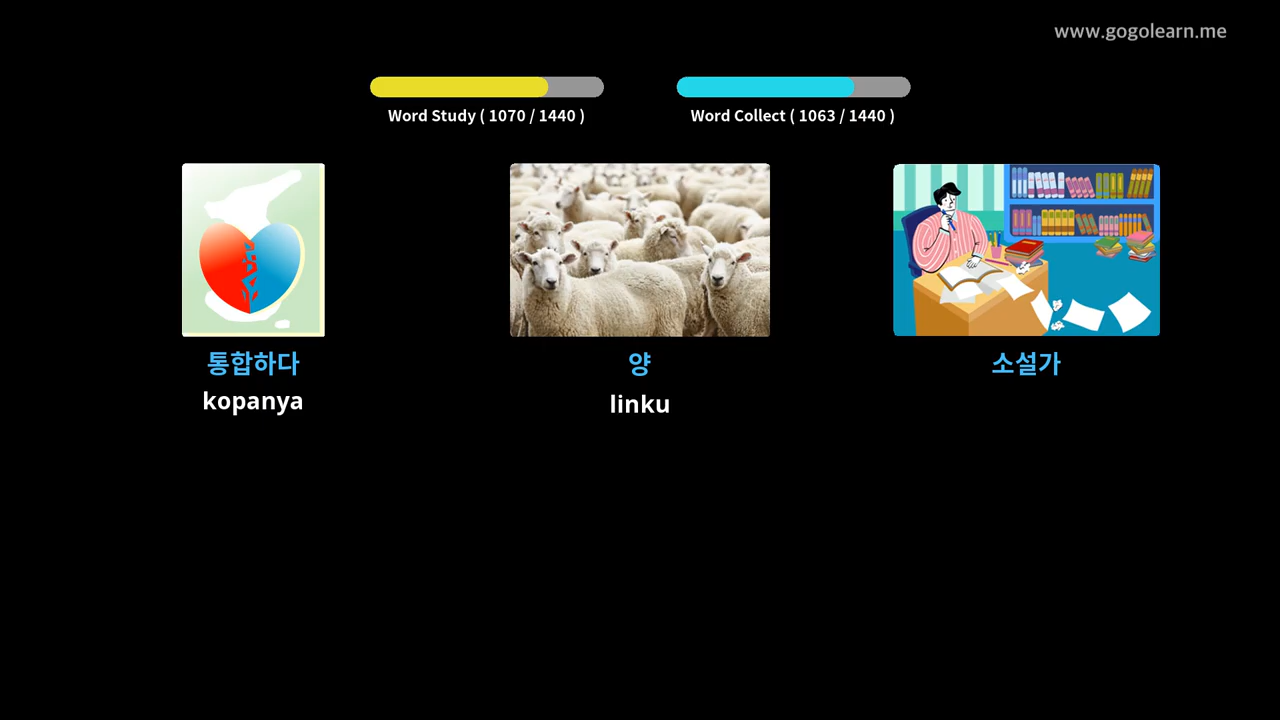 www.gogolearn.me
Word Study ( 1070 / 1440 )
Word Collect ( 1063 / 1440 )
통합하다
kopanya
양
linku
소설가